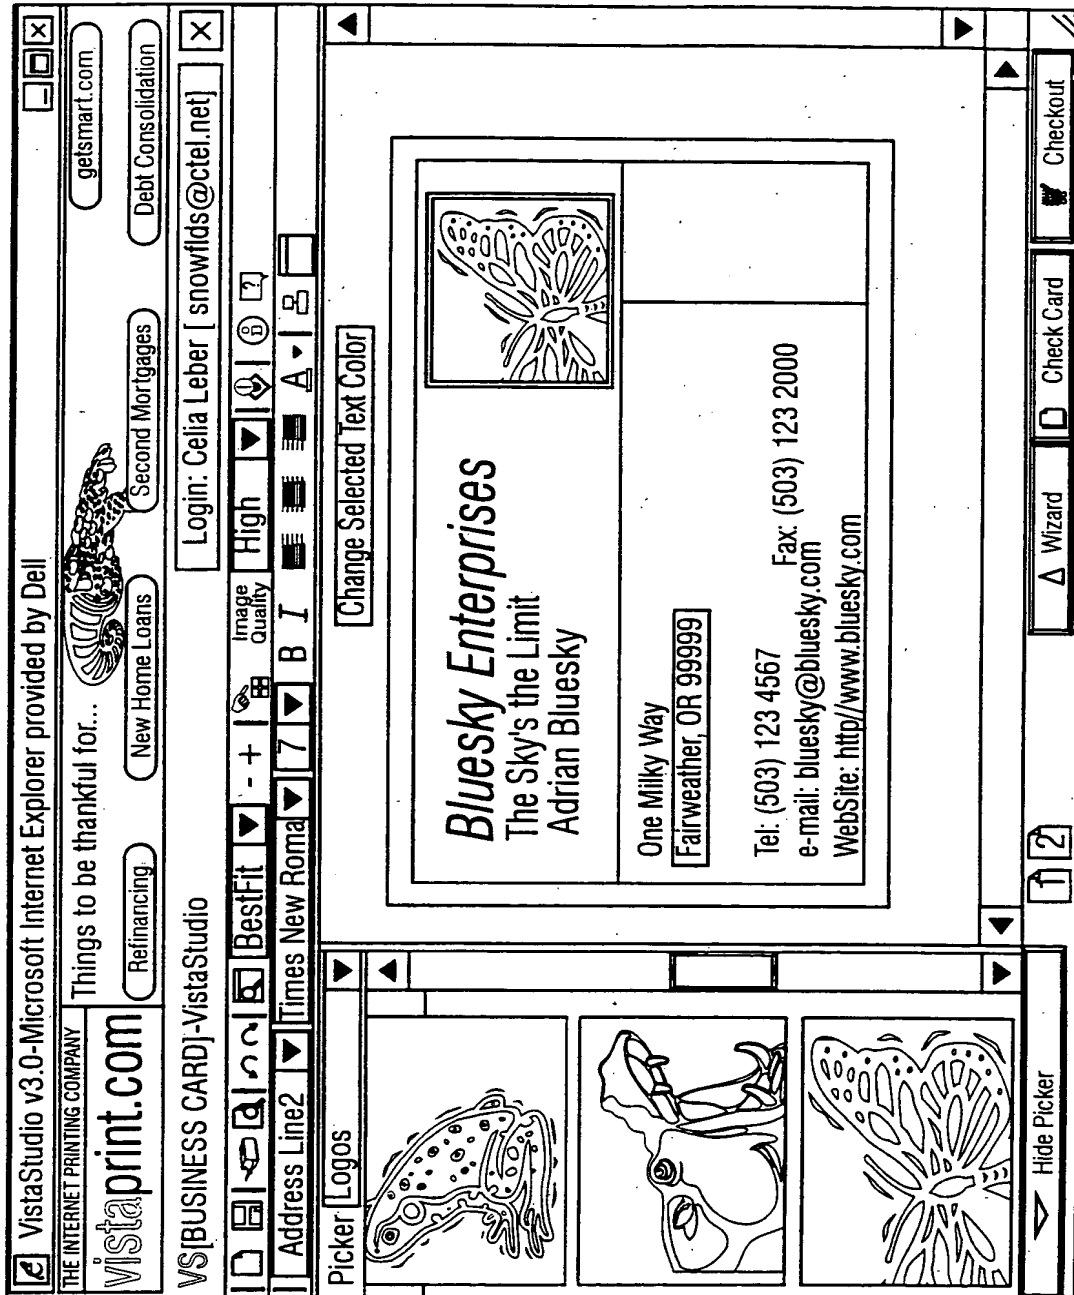 VistaStudio v3.0-Microsoft Internet Explorer provided by Dell
THE INTERNET PRINTING COMPANY
vistaprint.com
Things to be thankful for...
getsmart.com
Refinancing
New Home Loans
Second Mortgages
Debt Consolidation
VS[BUSINESS CARD]-VistaStudio
Login: Celia Leber [ snowflds@ctel.net]
BestFit
- +
Image
Quality
High
?
Address Line2
Times New Roma
7
B I
A
Picker
Logos
Change Selected Text Color
Bluesky Enterprises
The Sky's the Limit
Adrian Bluesky
One Milky Way
Fairweather, OR 99999
Tel: (503) 123 4567
Fax: (503) 123 2000
e-mail: bluesky@bluesky.com
WebSite: http//www.bluesky.com
Hide Picker
1 2
Wizard
Check Card
Checkout